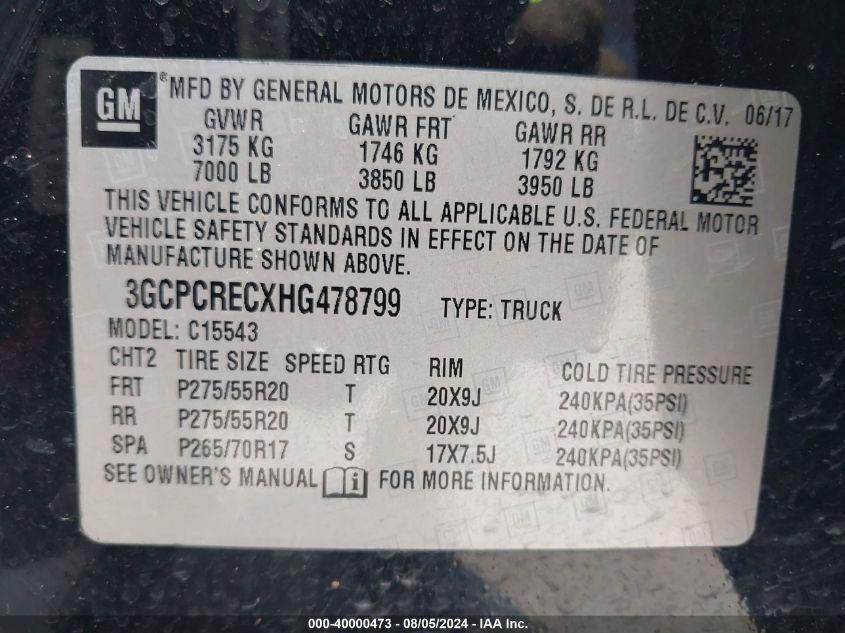 GM ® MFD BY GENERAL MOTORS DE MEXICO, S. DE R.L. DE C.V. 06/17
GVWR GAWR FRT GAWR RR
3175 KG 1746 KG 1792 KG
7000 LB 3850 LB 3950 LB
THIS VEHICLE CONFORMS TO ALL APPLICABLE U.S. FEDERAL MOTOR
VEHICLE SAFETY STANDARDS IN EFFECT ON THE DATE OF
MANUFACTURE SHOWN ABOVE.
3GCPCRECXHG478799 TYPE: TRUCK
MODEL: C15543
CHT2 TIRE SIZE SPEED RTG RIM COLD TIRE PRESSURE
FRT P275/55R20 T 20X9J 240KPA(35PSI)
RR P275/55R20 T 20X9J 240KPA(35PSI)
SPA P265/70R17 S 17X7.5J 240KPA(35PSI)
SEE OWNER'S MANUAL i FOR MORE INFORMATION.
000-40000473 - 08/05/2024 - IAA Inc.